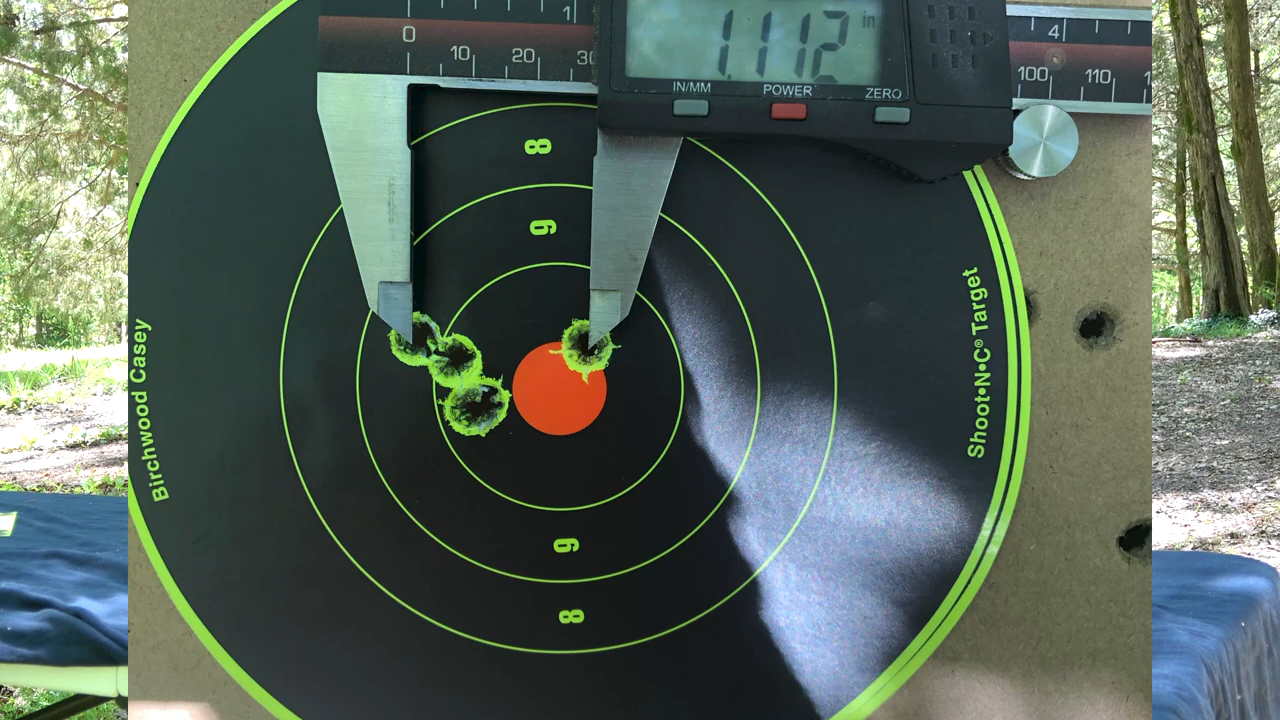 1
4
0
10
20
30
100
110
1.112 in
IN/MM
POWER
ZERO
8
9
9
8
Birchwood Casey
Shoot•N•C® Target